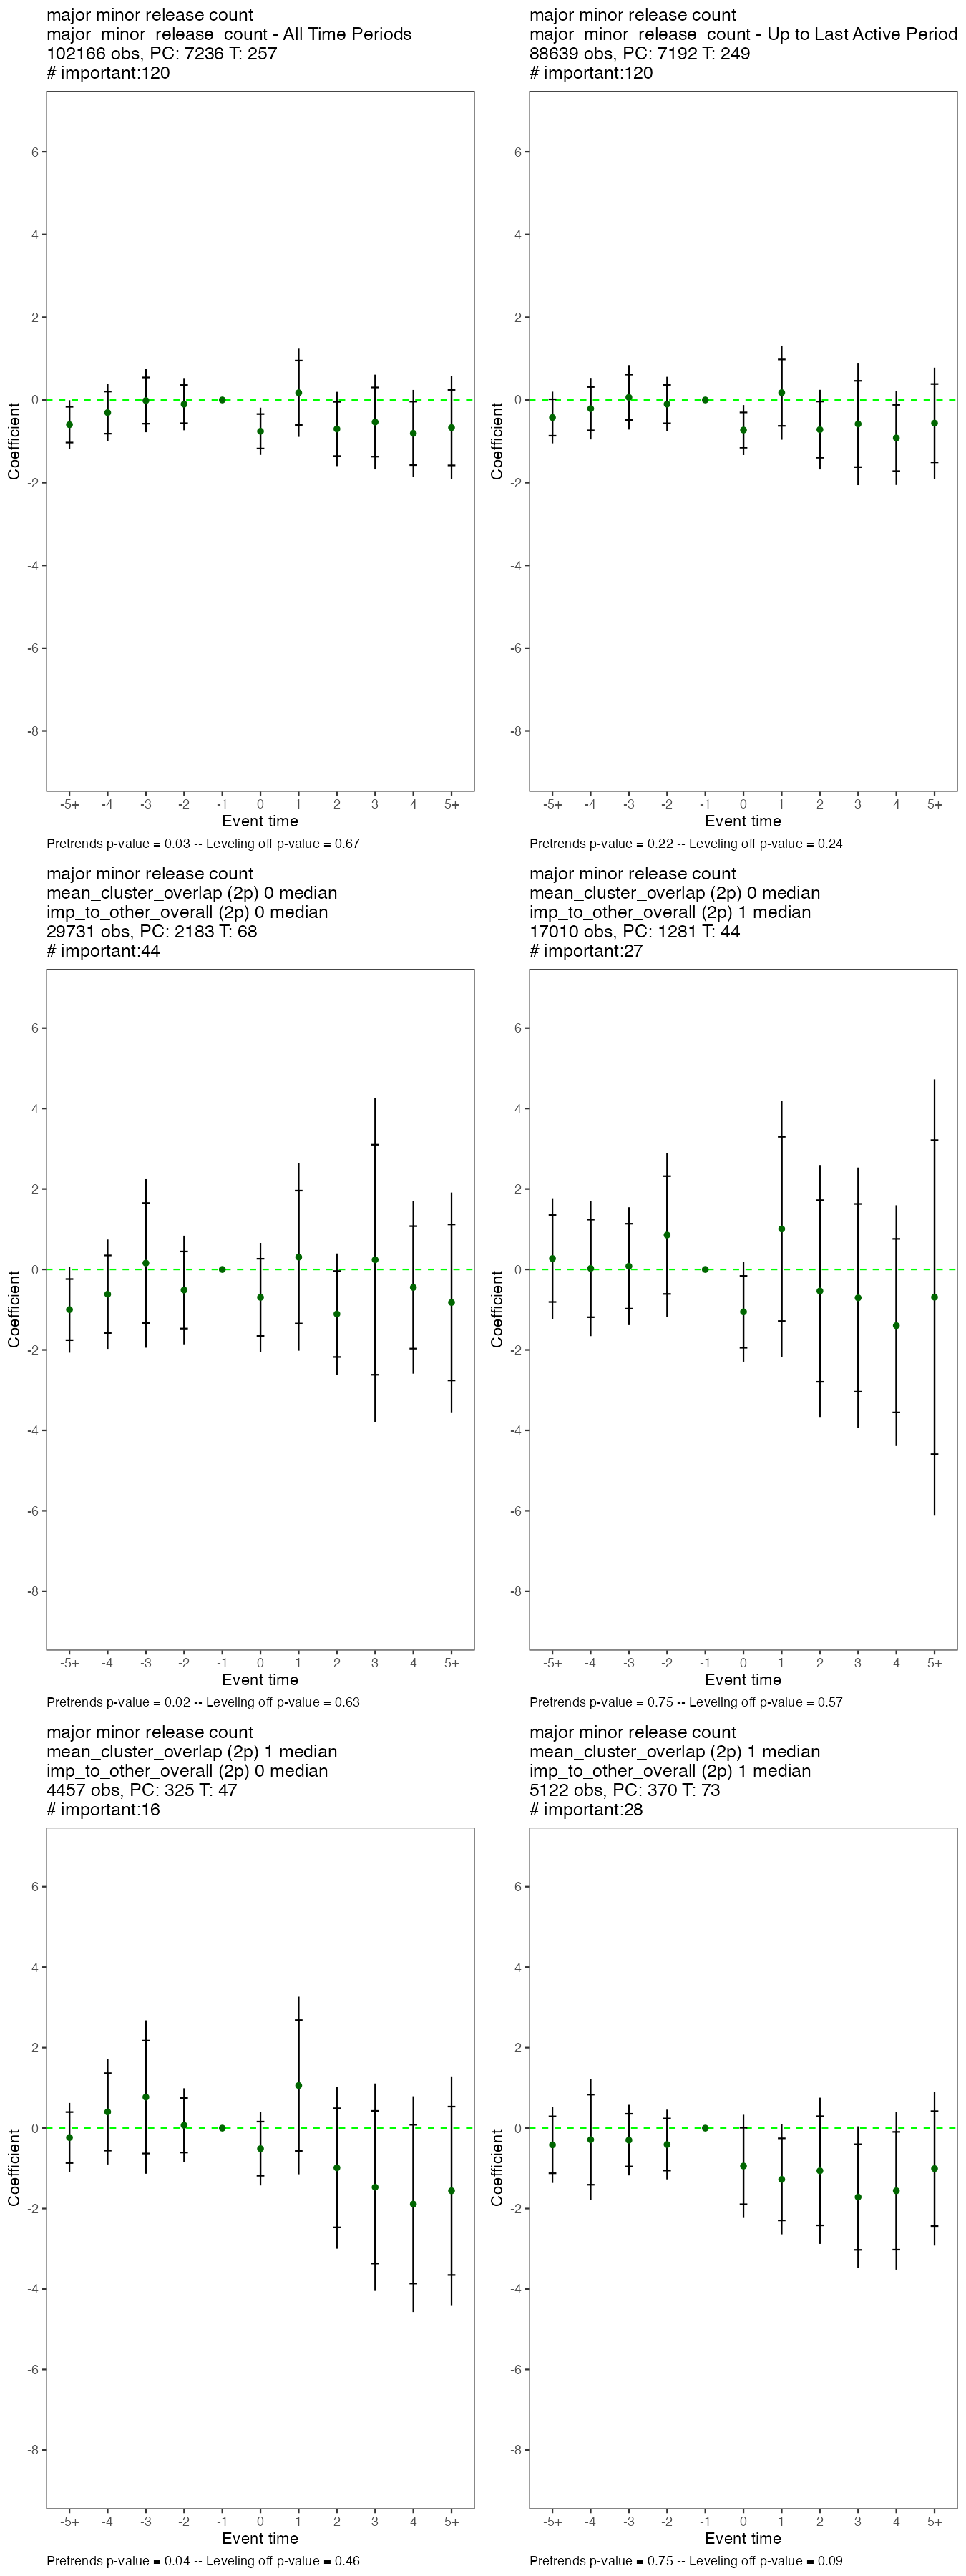 major minor release count
major_minor_release_count - All Time Periods
102166 obs, PC: 7236 T: 257
# important:120
6
4
2
0
-2
-4
-6
-8
Coefficient
-5+ -4 -3 -2 -1 0 1 2 3 4 5+
Event time
Pretrends p-value = 0.03 -- Leveling off p-value = 0.67
major minor release count
major_minor_release_count - Up to Last Active Period
88639 obs, PC: 7192 T: 249
# important:120
6
4
2
0
-2
-4
-6
-8
Coefficient
-5+ -4 -3 -2 -1 0 1 2 3 4 5+
Event time
Pretrends p-value = 0.22 -- Leveling off p-value = 0.24
major minor release count
mean_cluster_overlap (2p) 0 median
imp_to_other_overall (2p) 0 median
29731 obs, PC: 2183 T: 68
# important:44
6
4
2
0
-2
-4
-6
-8
Coefficient
-5+ -4 -3 -2 -1 0 1 2 3 4 5+
Event time
Pretrends p-value = 0.02 -- Leveling off p-value = 0.63
major minor release count
mean_cluster_overlap (2p) 0 median
imp_to_other_overall (2p) 1 median
17010 obs, PC: 1281 T: 44
# important:27
6
4
2
0
-2
-4
-6
-8
Coefficient
-5+ -4 -3 -2 -1 0 1 2 3 4 5+
Event time
Pretrends p-value = 0.75 -- Leveling off p-value = 0.57
major minor release count
mean_cluster_overlap (2p) 1 median
imp_to_other_overall (2p) 0 median
4457 obs, PC: 325 T: 47
# important:16
6
4
2
0
-2
-4
-6
-8
Coefficient
-5+ -4 -3 -2 -1 0 1 2 3 4 5+
Event time
Pretrends p-value = 0.04 -- Leveling off p-value = 0.46
major minor release count
mean_cluster_overlap (2p) 1 median
imp_to_other_overall (2p) 1 median
5122 obs, PC: 370 T: 73
# important:28
6
4
2
0
-2
-4
-6
-8
Coefficient
-5+ -4 -3 -2 -1 0 1 2 3 4 5+
Event time
Pretrends p-value = 0.75 -- Leveling off p-value = 0.09